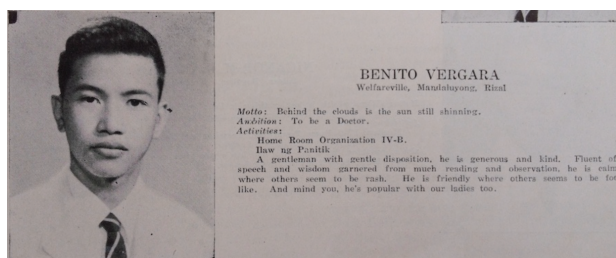 BENITO VERGARA
Welfareville, Mandaluyong, Rizal
Motto: Behind the clouds is the sun still shinning.
Ambition: To be a Doctor.
Activities:
Home Room Organization IV-B.
Ilaw ng Panitik
A gentleman with gentle disposition, he is generous and kind. Fluent of
speech and wisdom garnered from much reading and observation, he is calm
where others seem to be rash. He is friendly where others seems to be foe
like. And mind you, he's popular with our ladies too.